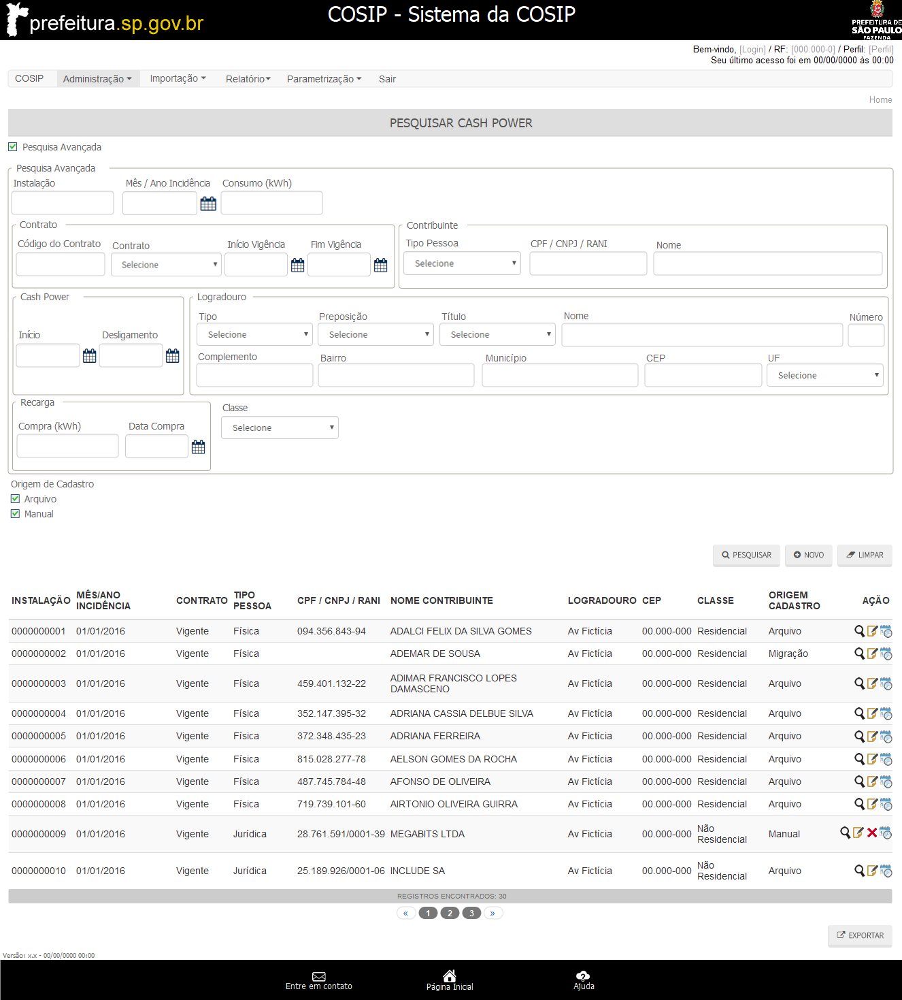 prefeitura.sp.gov.br
COSIP - Sistema da COSIP
PREFEITURA DE
SÃO PAULO
FAZENDA
Bem-vindo, [Login] / RF: [000.000-0] / Perfil: [Perfil]
Seu último acesso foi em 00/00/0000 às 00:00
COSIP Administração Importação Relatório Parametrização Sair
Home
PESQUISAR CASH POWER
Pesquisa Avançada
Pesquisa Avançada
Instalação Mês / Ano Incidência Consumo (kWh)
Contrato
Código do Contrato Contrato Início Vigência Fim Vigência
Selecione
Contribuinte
Tipo Pessoa CPF / CNPJ / RANI Nome
Selecione
Cash Power
Início Desligamento
Logradouro
Tipo Preposição Título Nome Número
Selecione Selecione Selecione
Complemento Bairro Município CEP UF
Selecione
Recarga
Compra (kWh) Data Compra
Classe
Selecione
Origem de Cadastro
Arquivo
Manual
PESQUISAR NOVO LIMPAR
INSTALAÇÃO MÊS/ANO INCIDÊNCIA CONTRATO TIPO PESSOA CPF / CNPJ / RANI NOME CONTRIBUINTE LOGRADOURO CEP CLASSE ORIGEM CADASTRO AÇÃO
0000000001 01/01/2016 Vigente Física 094.356.843-94 ADALCI FELIX DA SILVA GOMES Av Fictícia 00.000-000 Residencial Arquivo
0000000002 01/01/2016 Vigente Física ADEMAR DE SOUSA Av Fictícia 00.000-000 Residencial Migração
0000000003 01/01/2016 Vigente Física 459.401.132-22 ADIMAR FRANCISCO LOPES DAMASCENO Av Fictícia 00.000-000 Residencial Arquivo
0000000004 01/01/2016 Vigente Física 352.147.395-32 ADRIANA CASSIA DELBUE SILVA Av Fictícia 00.000-000 Residencial Arquivo
0000000005 01/01/2016 Vigente Física 372.348.435-23 ADRIANA FERREIRA Av Fictícia 00.000-000 Residencial Arquivo
0000000006 01/01/2016 Vigente Física 815.028.277-78 AELSON GOMES DA ROCHA Av Fictícia 00.000-000 Residencial Arquivo
0000000007 01/01/2016 Vigente Física 487.745.784-48 AFONSO DE OLIVEIRA Av Fictícia 00.000-000 Residencial Arquivo
0000000008 01/01/2016 Vigente Física 719.739.101-60 AIRTONIO OLIVEIRA GUIRRA Av Fictícia 00.000-000 Residencial Arquivo
0000000009 01/01/2016 Vigente Jurídica 28.761.591/0001-39 MEGABITS LTDA Av Fictícia 00.000-000 Não Residencial Manual
0000000010 01/01/2016 Vigente Jurídica 25.189.926/0001-06 INCLUDE SA Av Fictícia 00.000-000 Não Residencial Arquivo
REGISTROS ENCONTRADOS: 30
« 1 2 3 »
EXPORTAR
Versão: x.x - 00/00/0000 00:00
Entre em contato Página Inicial Ajuda